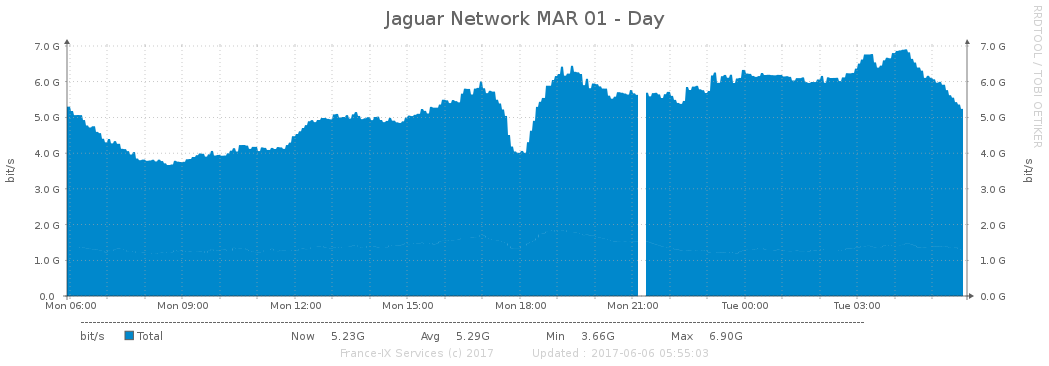 Jaguar Network MAR 01 - Day
RRDTOOL / TOBI OETIKER
7.0 G 7.0 G
6.0 G 6.0 G
5.0 G 5.0 G
4.0 G 4.0 G
3.0 G 3.0 G
2.0 G 2.0 G
1.0 G 1.0 G
0.0 0.0 G
bit/s
bit/s
Mon 06:00 Mon 09:00 Mon 12:00 Mon 15:00 Mon 18:00 Mon 21:00 Tue 00:00 Tue 03:00
bit/s Total Now 5.23G Avg 5.29G Min 3.66G Max 6.90G
France-IX Services (c) 2017 Updated : 2017-06-06 05:55:03